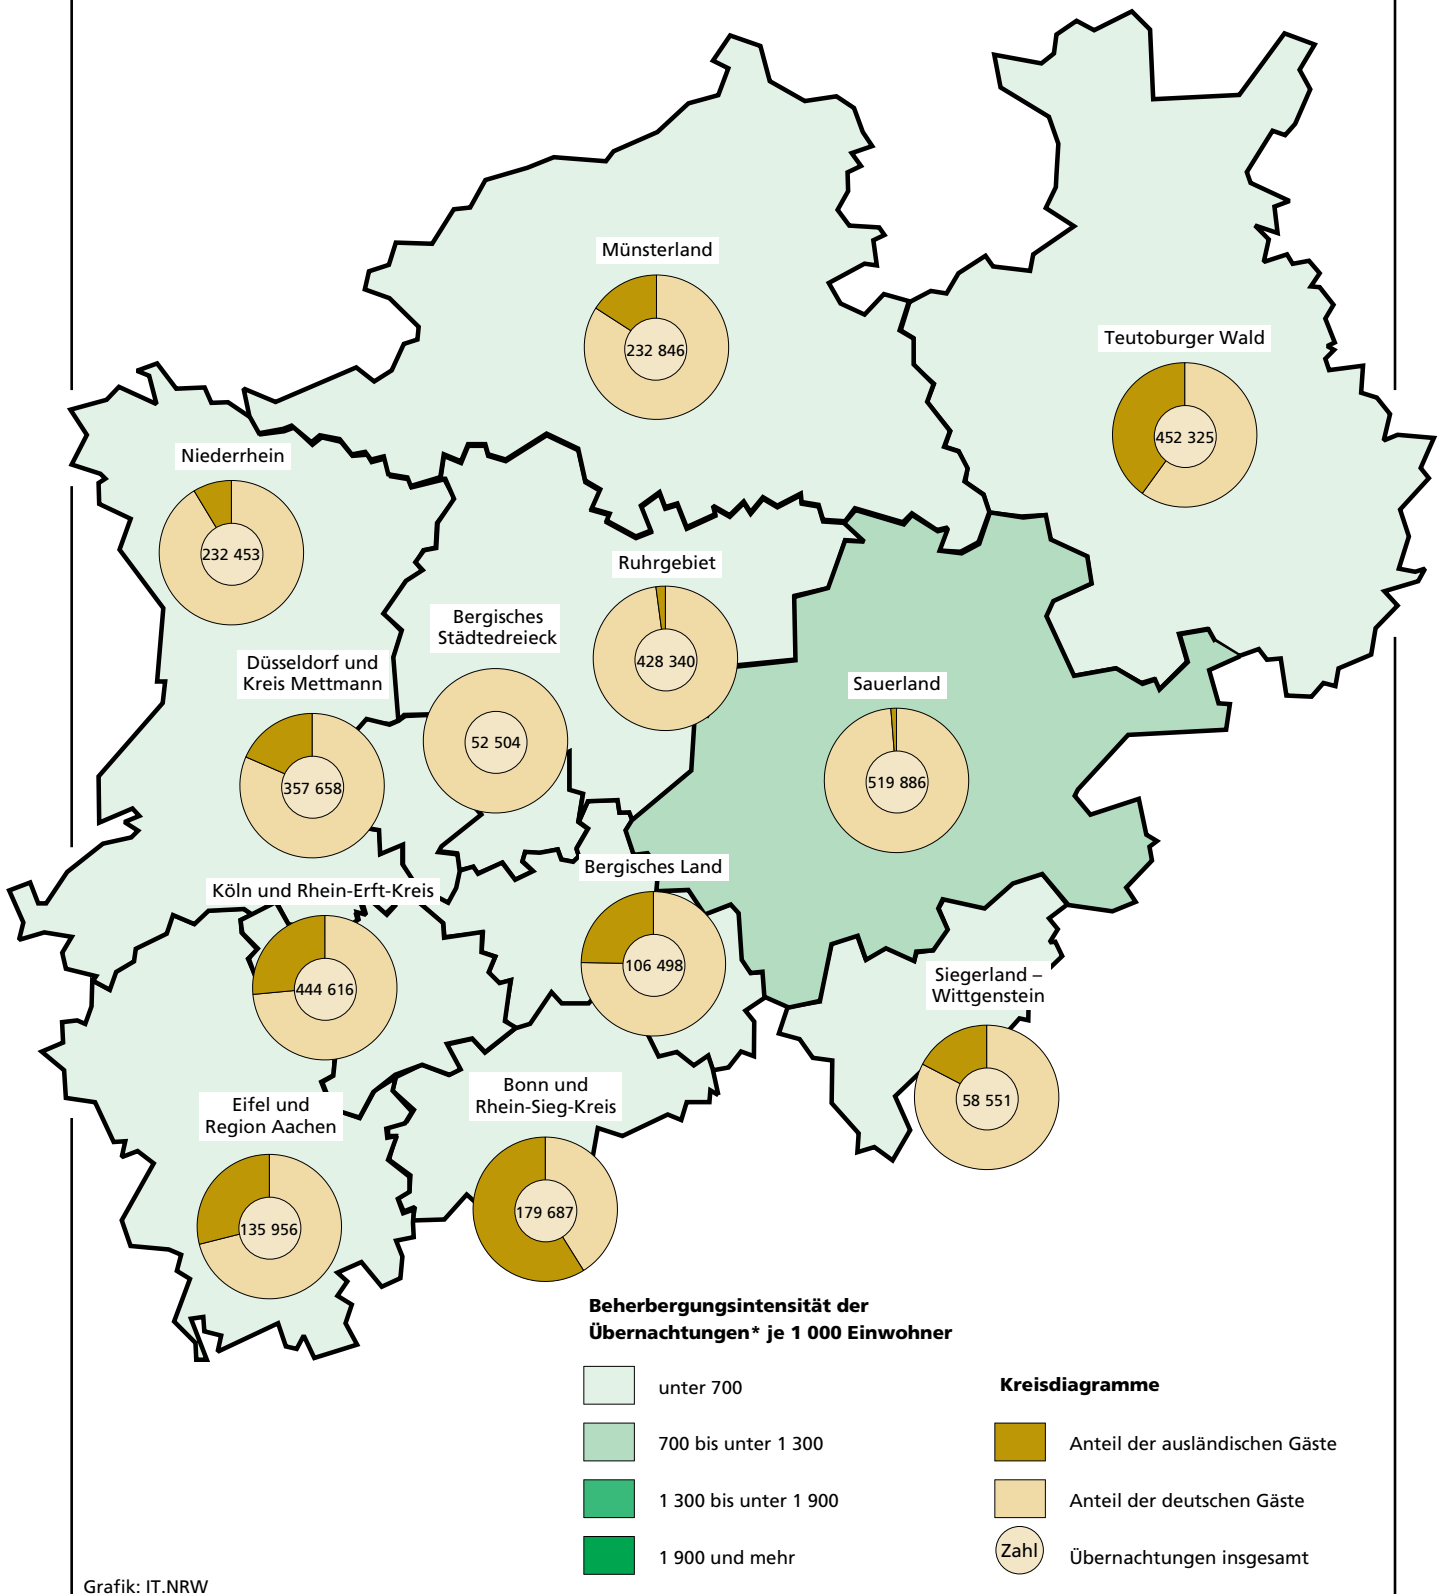 Münsterland
232 846
Teutoburger Wald
452 325
Niederrhein
232 453
Ruhrgebiet
428 340
Bergisches
Städtedreieck
52 504
Düsseldorf und
Kreis Mettmann
357 658
Sauerland
519 886
Bergisches Land
106 498
Köln und Rhein-Erft-Kreis
444 616
Siegerland –
Wittgenstein
58 551
Bonn und
Rhein-Sieg-Kreis
179 687
Eifel und
Region Aachen
135 956
Beherbergungsintensität der
Übernachtungen* je 1 000 Einwohner
unter 700
700 bis unter 1 300
1 300 bis unter 1 900
1 900 und mehr
Kreisdiagramme
Anteil der ausländischen Gäste
Anteil der deutschen Gäste
Zahl
Übernachtungen insgesamt
Grafik: IT.NRW